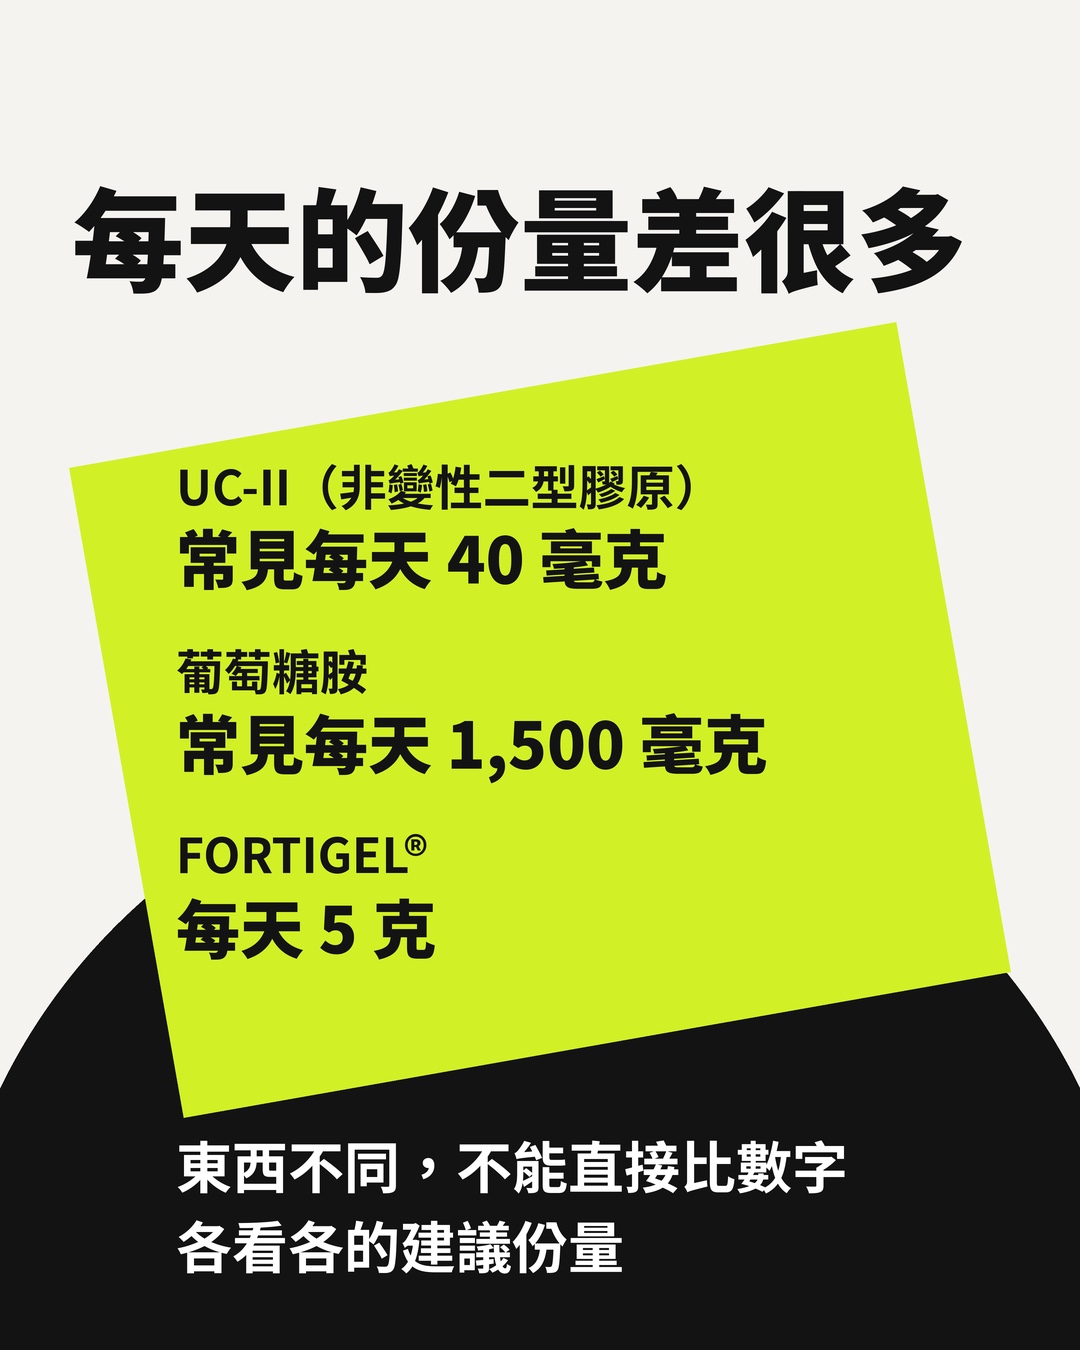 每天的份量差很多
UC-II（非變性二型膠原）
常見每天 40 毫克
葡萄糖胺
常見每天 1,500 毫克
FORTIGEL®
每天 5 克
東西不同，不能直接比數字
各看各的建議份量